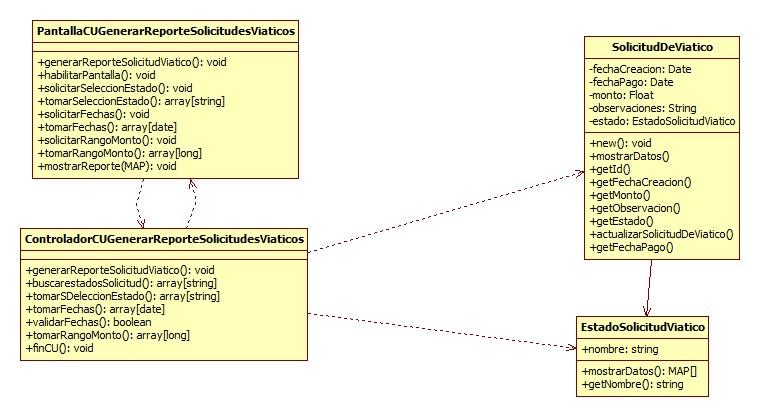 PantallaCUGenerarReporteSolicitudesViaticos
+generarReporteSolicitudViatico(): void
+habilitarPantalla(): void
+solicitarSeleccionEstado(): void
+tomarSeleccionEstado(): array[string]
+solicitarFechas(): void
+tomarFechas(): array[date]
+solicitarRangoMonto(): void
+tomarRangoMonto(): array[long]
+mostrarReporte(MAP): void
SolicitudDeViatico
-fechaCreacion: Date
-fechaPago: Date
-monto: Float
-observaciones: String
-estado: EstadoSolicitudViatico
+new(): void
+mostrarDatos()
+getId()
+getFechaCreacion()
+getMonto()
+getObservacion()
+getEstado()
+actualizarSolicitudDeViatico()
+getFechaPago()
ControladorCUGenerarReporteSolicitudesViaticos
+generarReporteSolicitudViatico(): void
+buscarestadosSolicitud(): array[string]
+tomarSDeleccionEstado(): array[string]
+tomarFechas(): array[date]
+validarFechas(): boolean
+tomarRangoMonto(): array[long]
+finCU(): void
EstadoSolicitudViatico
+nombre: string
+mostrarDatos(): MAP[]
+getNombre(): string